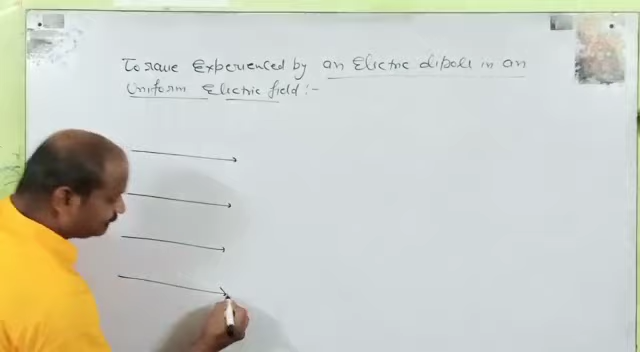 Torque Experienced by an Electric dipole in an
Uniform Electric field :-